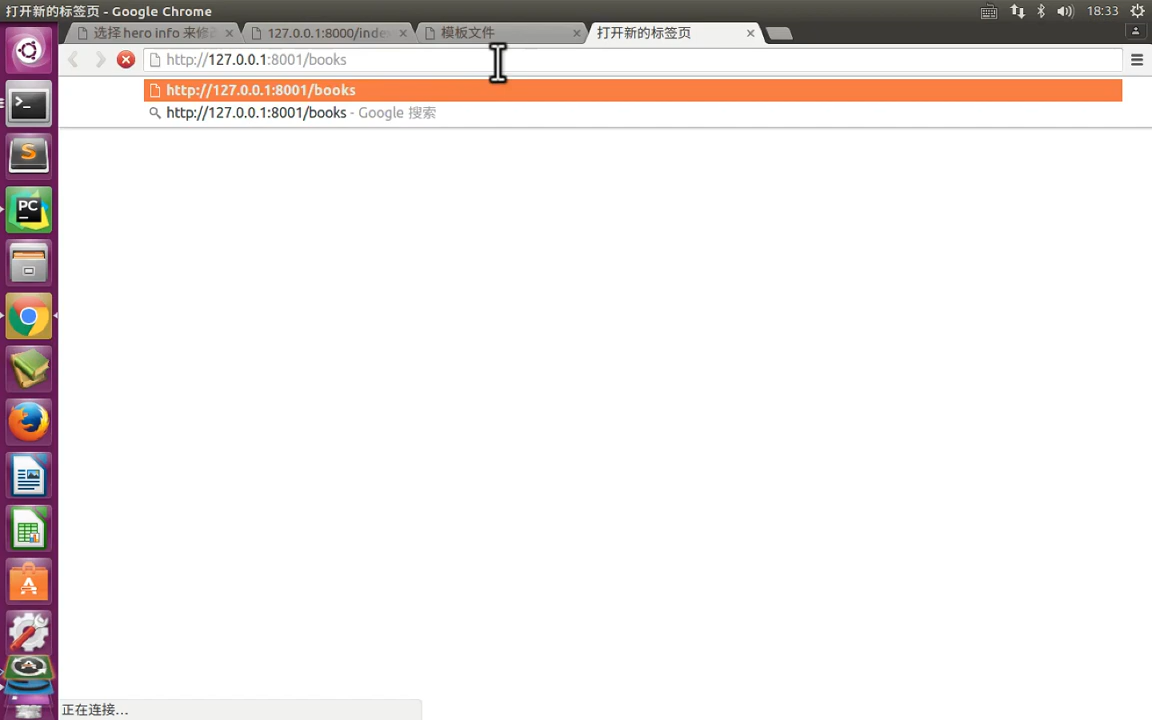 打开新的标签页 - Google Chrome
18:33
选择 hero info 来修
127.0.0.1:8000/inde
模板文件
打开新的标签页
http://127.0.0.1:8001/books
http://127.0.0.1:8001/books
http://127.0.0.1:8001/books - Google 搜索
PC
正在连接...